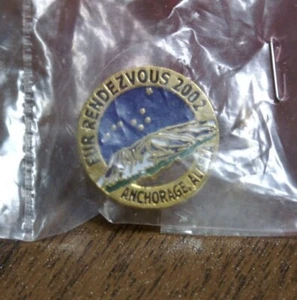 FUR RENDEZVOUS 2002
ANCHORAGE, AK